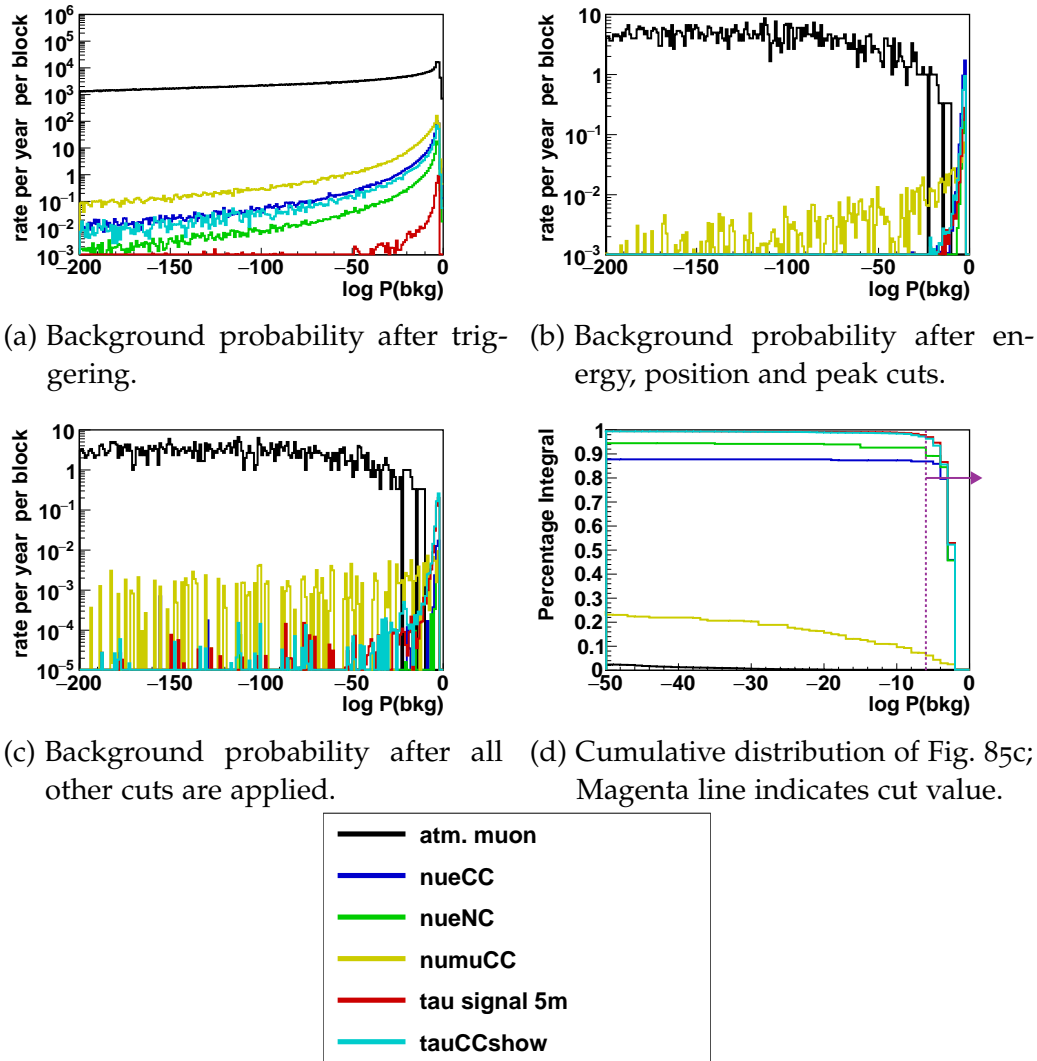 rate per year per block
10⁶
10⁵
10⁴
10³
10²
10
1
10⁻¹
10⁻²
10⁻³
−200 −150 −100 −50 0
log P(bkg)
(a) Background probability after trig-
gering.
rate per year per block
10
1
10⁻¹
10⁻²
10⁻³
−200 −150 −100 −50 0
log P(bkg)
(b) Background probability after en-
ergy, position and peak cuts.
rate per year per block
10
1
10⁻¹
10⁻²
10⁻³
10⁻⁴
10⁻⁵
−200 −150 −100 −50 0
log P(bkg)
(c) Background probability after all
other cuts are applied.
Percentage Integral
1
0.9
0.8
0.7
0.6
0.5
0.4
0.3
0.2
0.1
0
−50 −40 −30 −20 −10 0
log P(bkg)
(d) Cumulative distribution of Fig. 85c;
Magenta line indicates cut value.
atm. muon
nueCC
nueNC
numuCC
tau signal 5m
tauCCshow